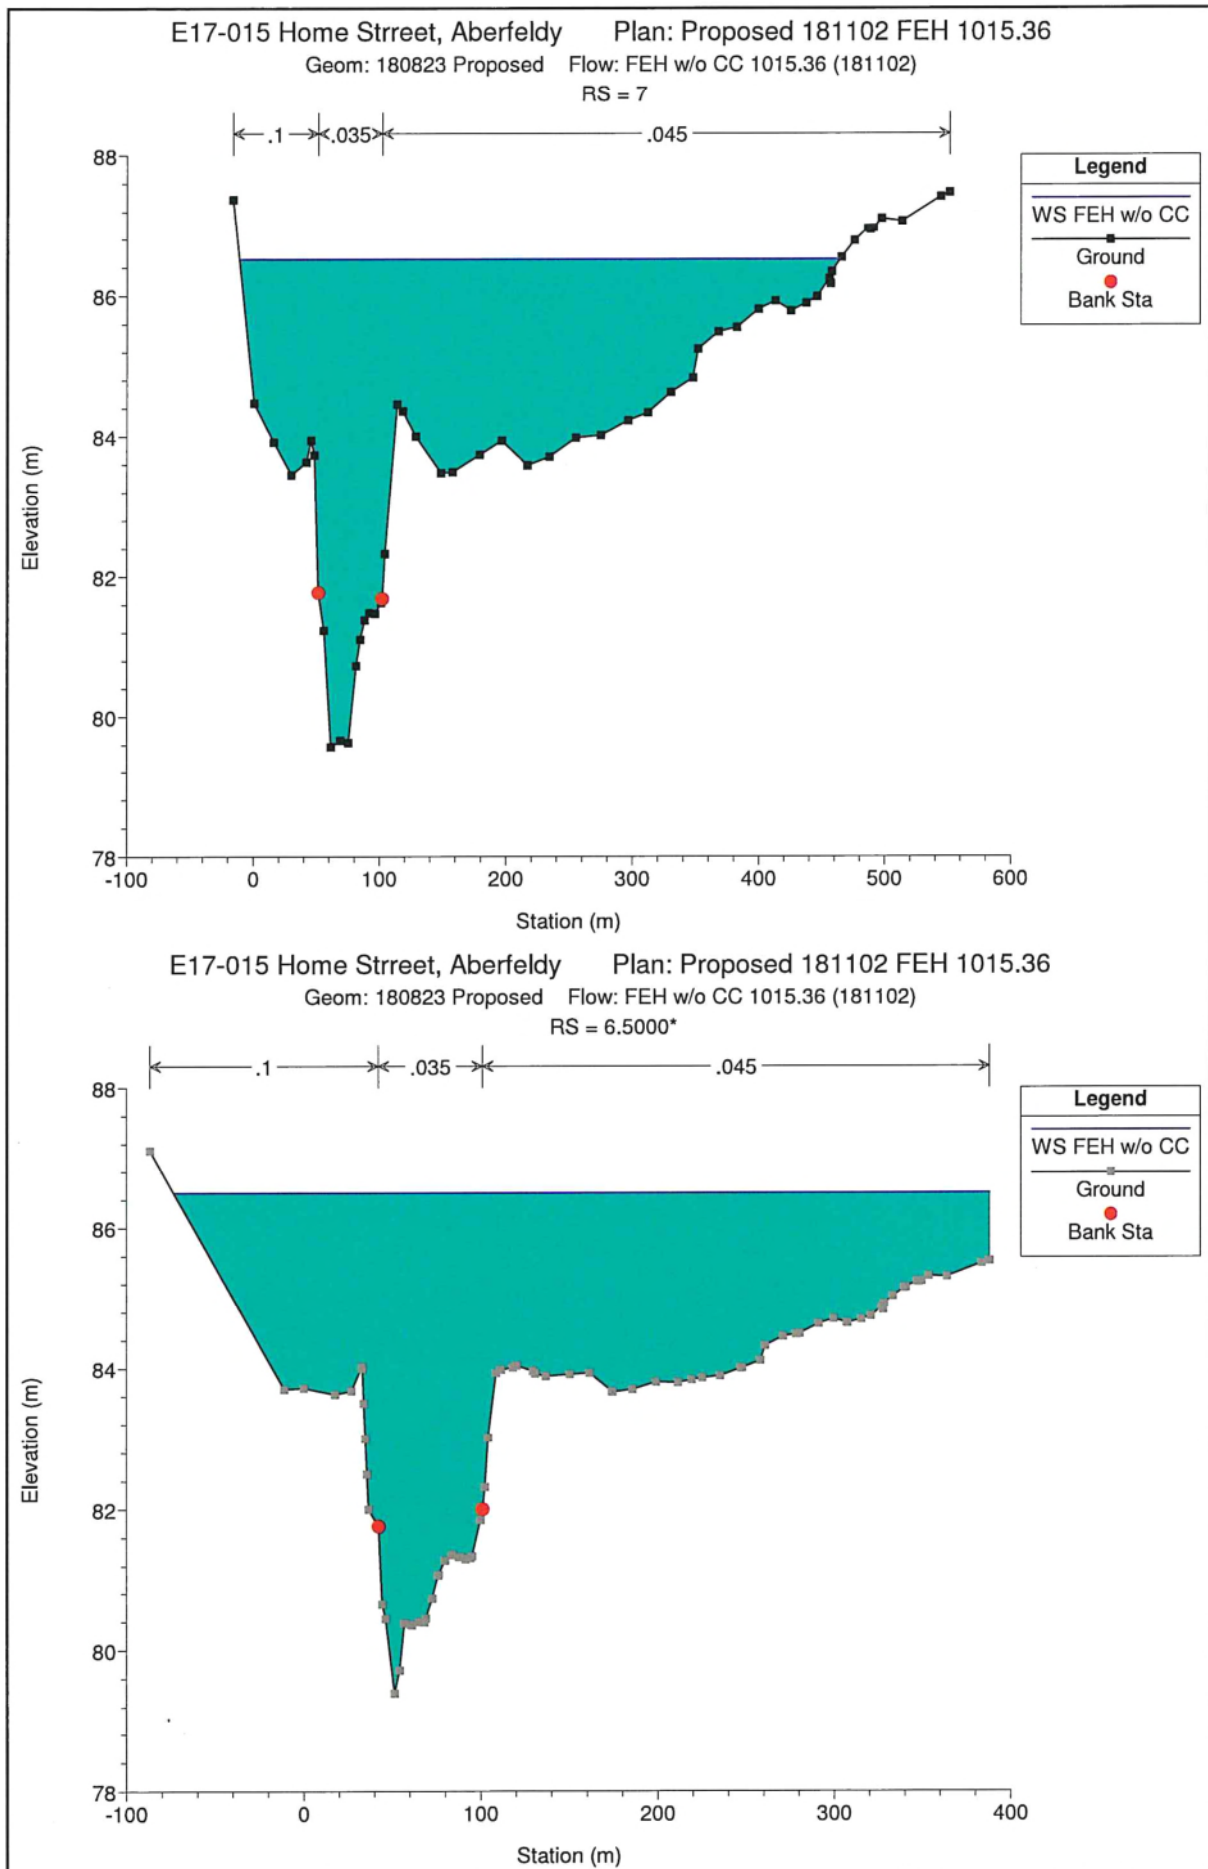 E17-015 Home Strreet, Aberfeldy Plan: Proposed 181102 FEH 1015.36
Geom: 180823 Proposed Flow: FEH w/o CC 1015.36 (181102)
RS = 7
.1 .035 .045
88
86
84
82
80
78
Elevation (m)
-100 0 100 200 300 400 500 600
Station (m)
Legend
WS FEH w/o CC
Ground
Bank Sta
E17-015 Home Strreet, Aberfeldy Plan: Proposed 181102 FEH 1015.36
Geom: 180823 Proposed Flow: FEH w/o CC 1015.36 (181102)
RS = 6.5000*
.1 .035 .045
88
86
84
82
80
78
Elevation (m)
-100 0 100 200 300 400
Station (m)
Legend
WS FEH w/o CC
Ground
Bank Sta